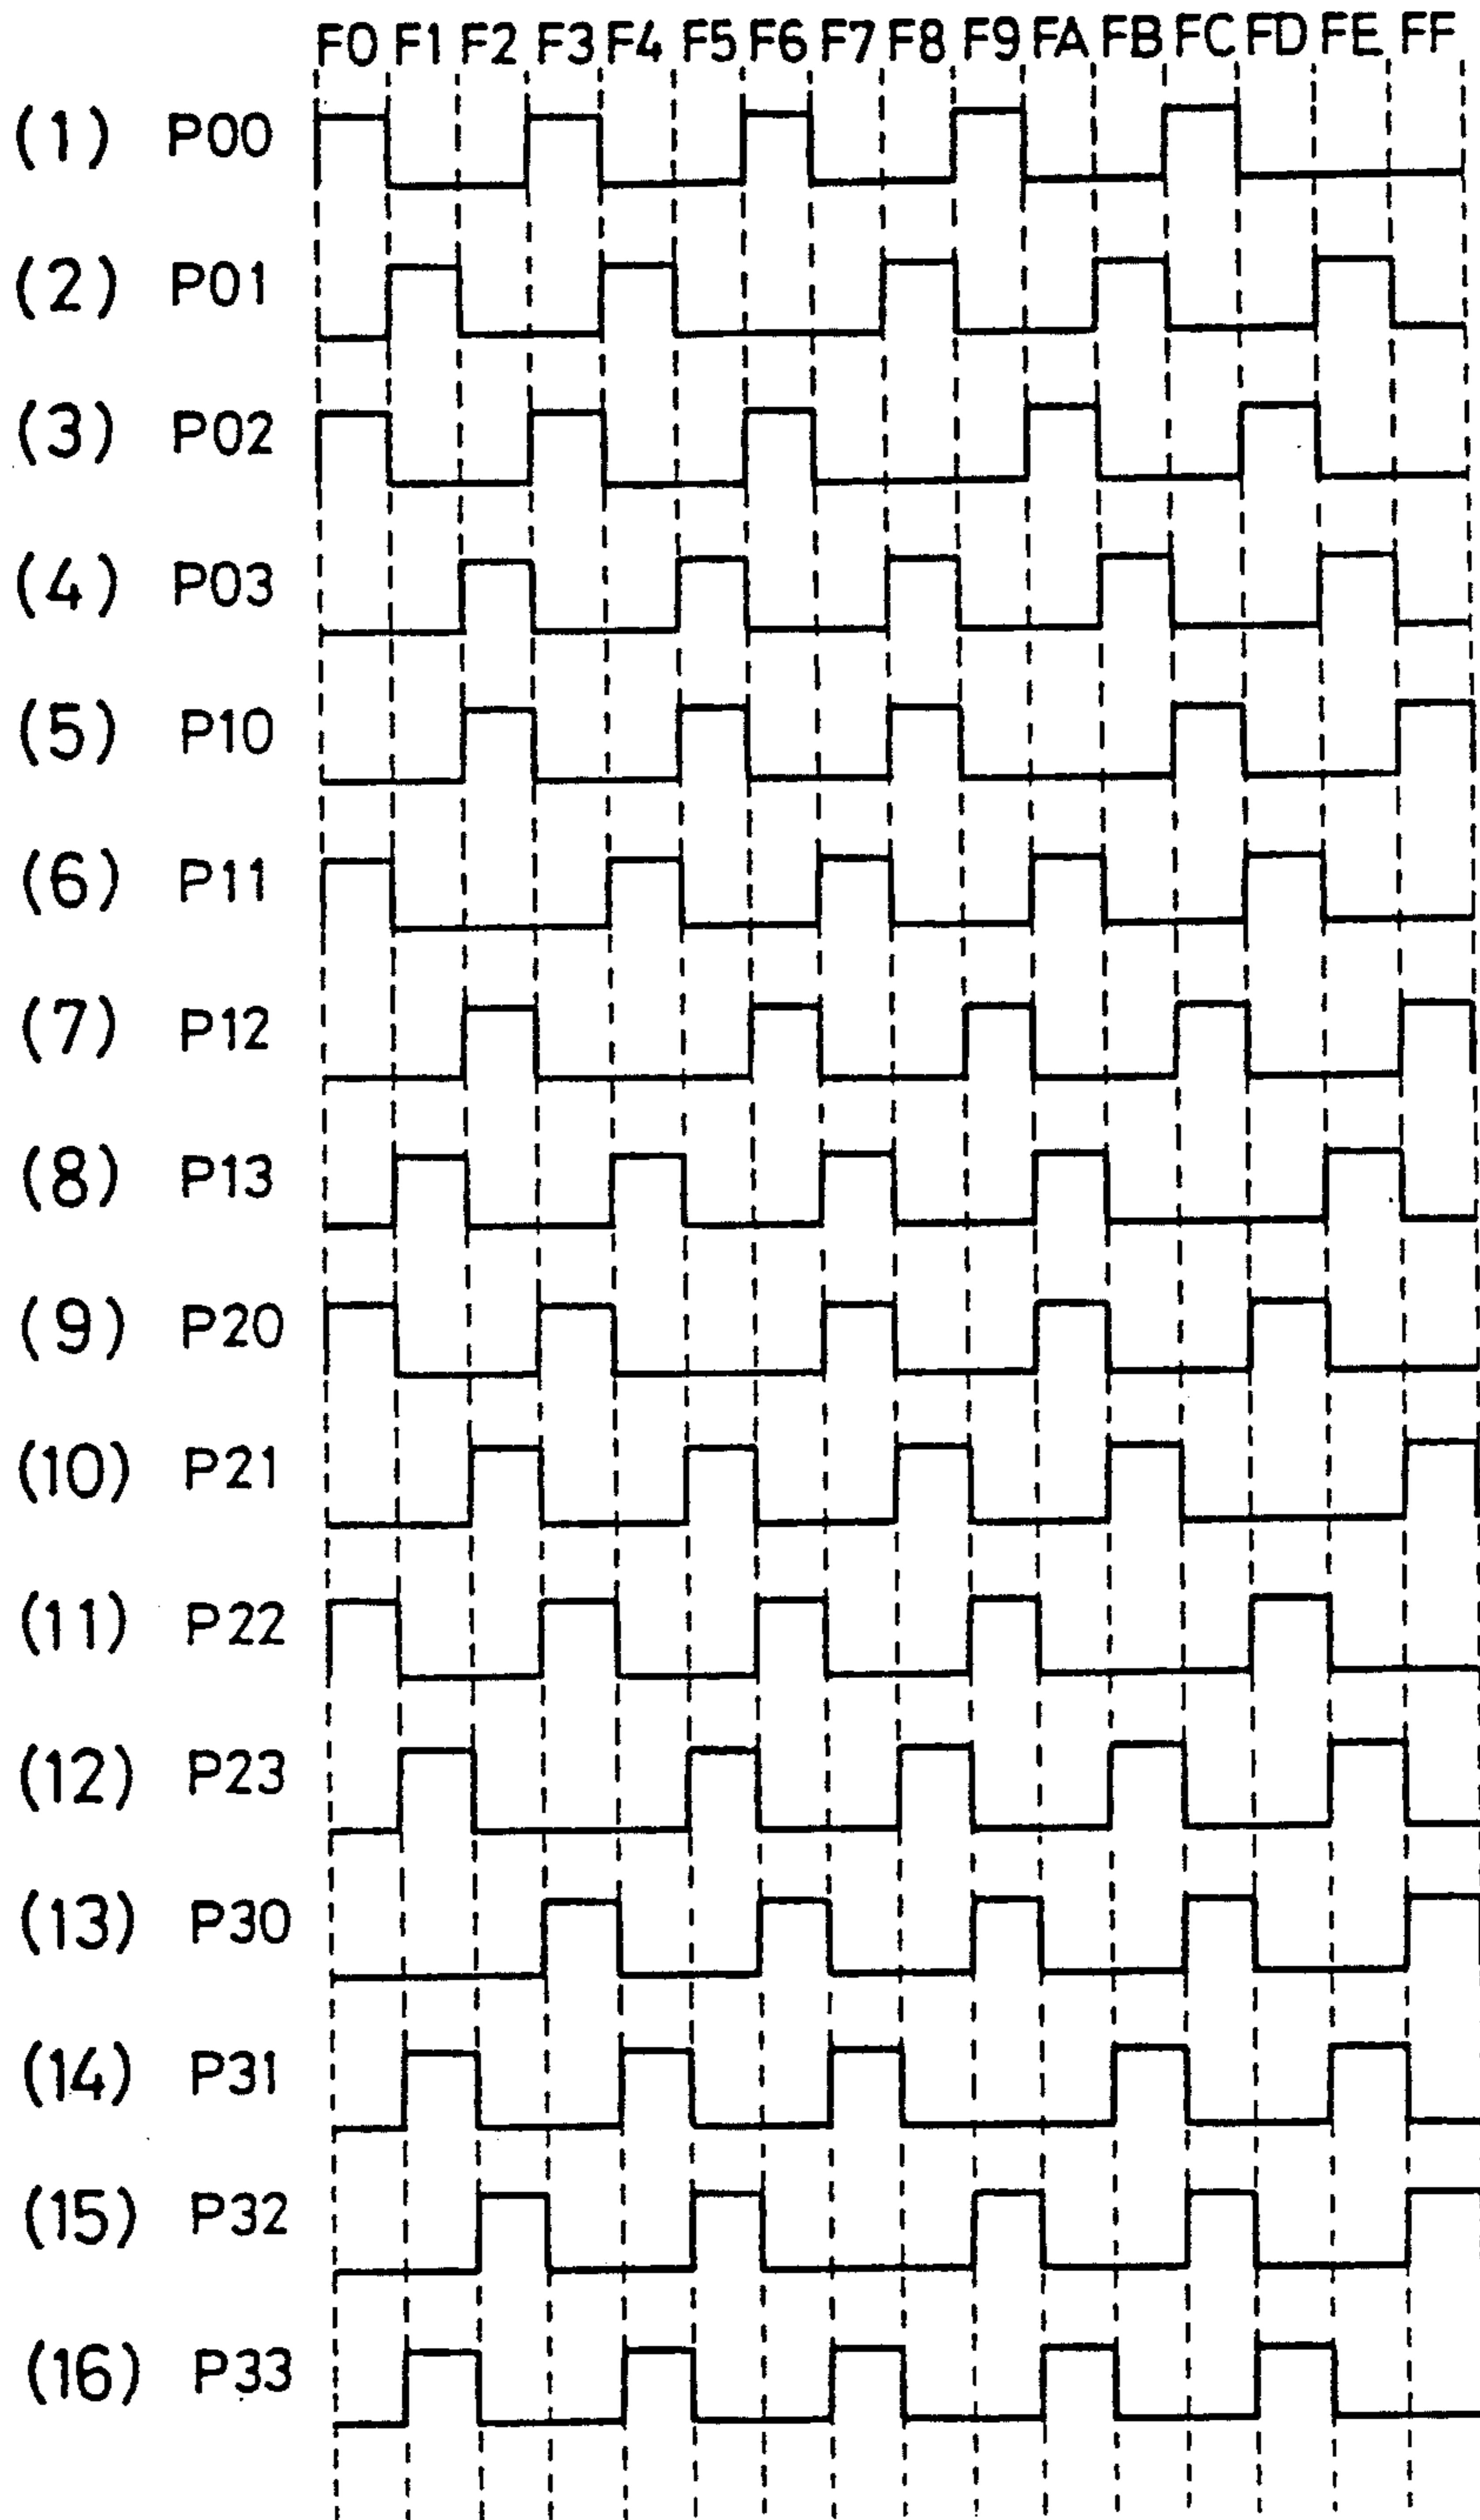 F0 F1 F2 F3 F4 F5 F6 F7 F8 F9 FA FB FC FD FE FF
(1) P00
(2) P01
(3) P02
(4) P03
(5) P10
(6) P11
(7) P12
(8) P13
(9) P20
(10) P21
(11) P22
(12) P23
(13) P30
(14) P31
(15) P32
(16) P33